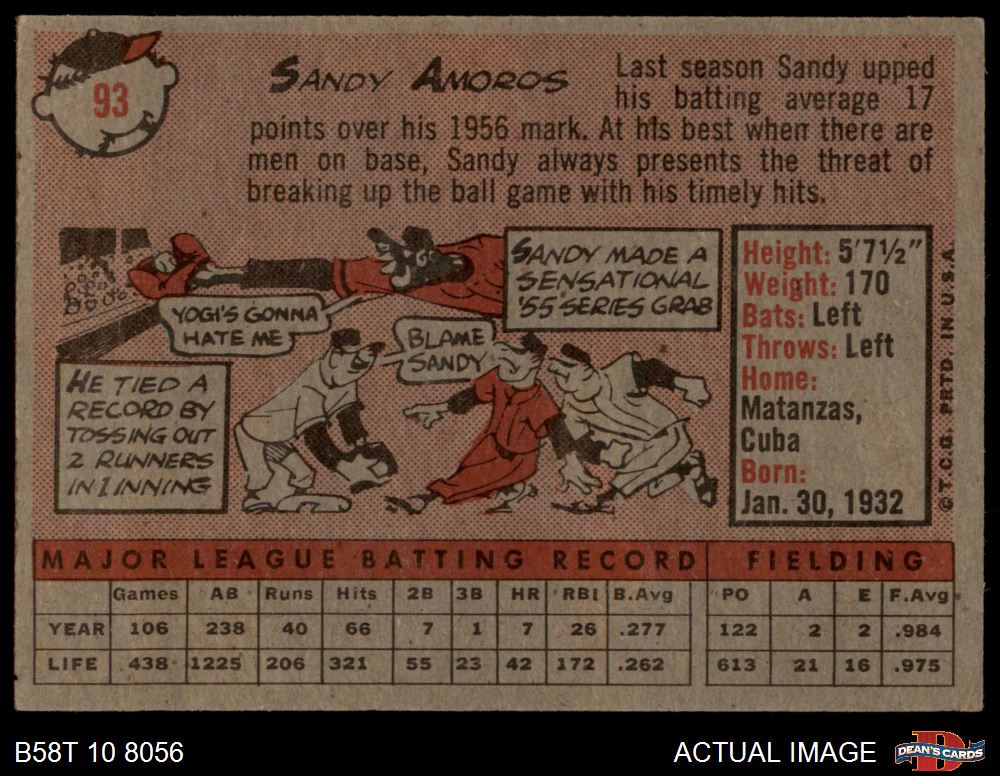 93
SANDY AMOROS
Last season Sandy upped
his batting average 17
points over his 1956 mark. At his best when there are
men on base, Sandy always presents the threat of
breaking up the ball game with his timely hits.
YOGI'S GONNA
HATE ME
SANDY MADE A
SENSATIONAL
'55 SERIES GRAB
BLAME
SANDY
HE TIED A
RECORD BY
TOSSING OUT
2 RUNNERS
IN 1 INNING
Height: 5'7½"
Weight: 170
Bats: Left
Throws: Left
Home:
Matanzas,
Cuba
Born:
Jan. 30, 1932
©T.C.G. PRTD. IN U.S.A.
MAJOR LEAGUE BATTING RECORD FIELDING
Games AB Runs Hits 2B 3B HR RBI B.Avg PO A E F.Avg
YEAR 106 238 40 66 7 1 7 26 .277 122 2 2 .984
LIFE 438 1225 206 321 55 23 42 172 .262 613 21 16 .975
B58T 10 8056 ACTUAL IMAGE DEAN'S CARDS